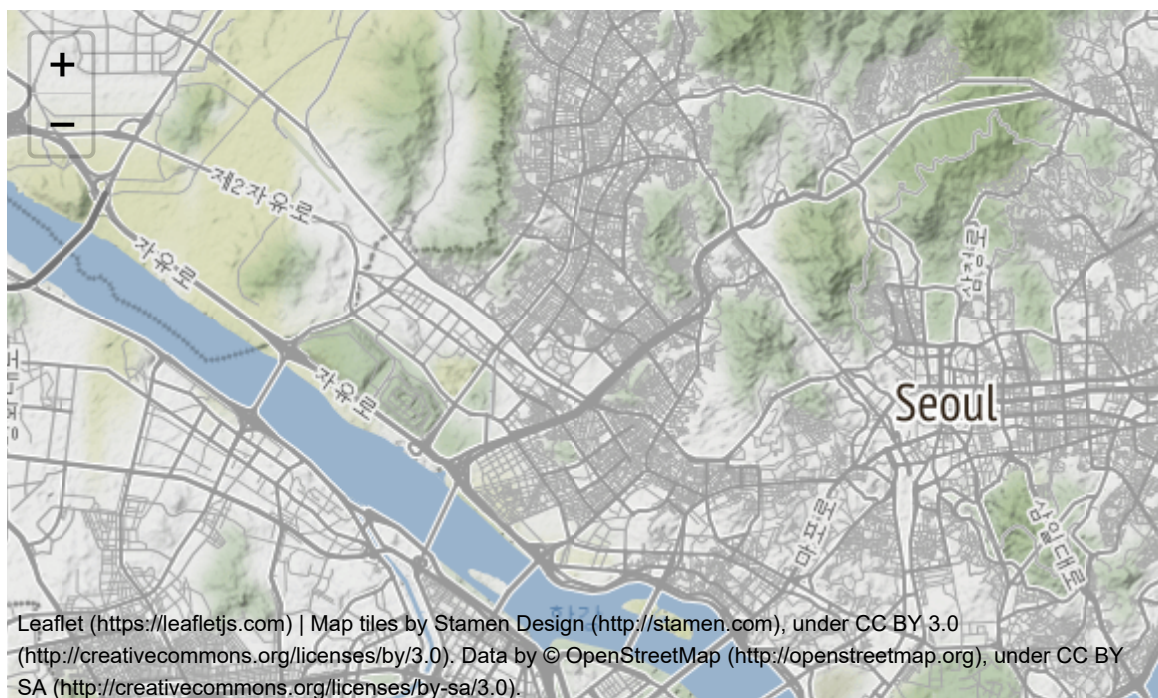 +
−
제2자유로
자유로
자유로
삼청로
Seoul
마포로
삼일대로
한강
Leaflet (https://leafletjs.com) | Map tiles by Stamen Design (http://stamen.com), under CC BY 3.0
(http://creativecommons.org/licenses/by/3.0). Data by © OpenStreetMap (http://openstreetmap.org), under CC BY
SA (http://creativecommons.org/licenses/by-sa/3.0).